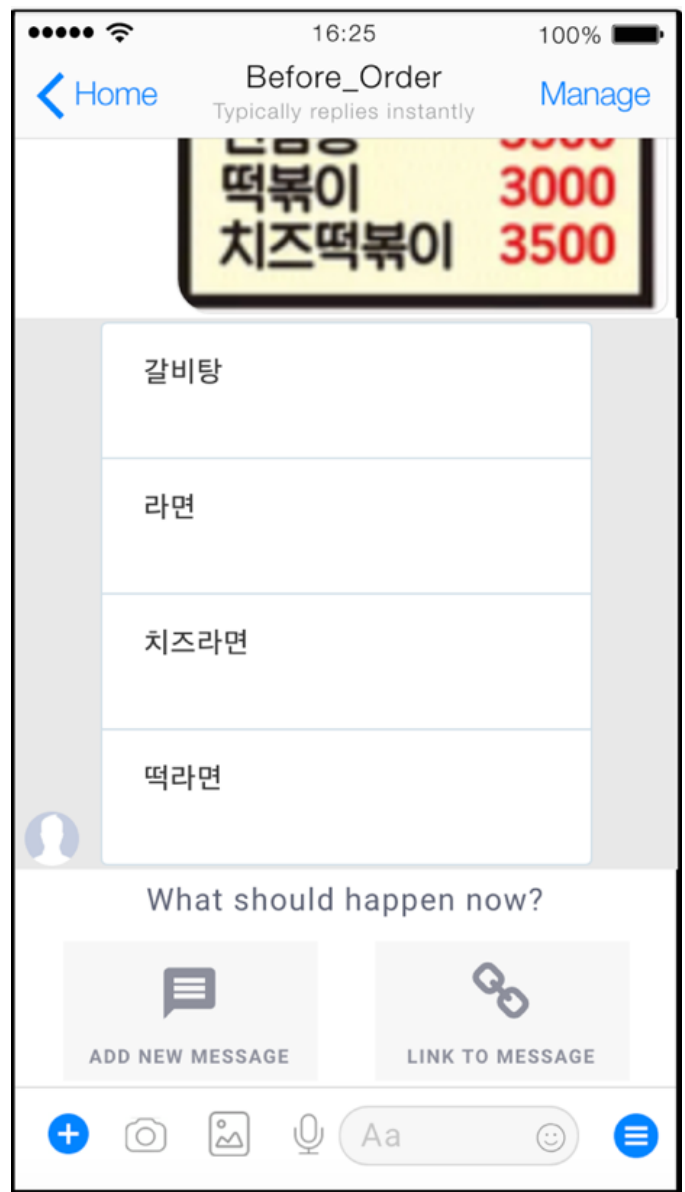 16:25 100%
Home Before_Order Manage
Typically replies instantly
떡볶이 3000
치즈떡볶이 3500
갈비탕
라면
치즈라면
떡라면
What should happen now?
ADD NEW MESSAGE LINK TO MESSAGE
Aa